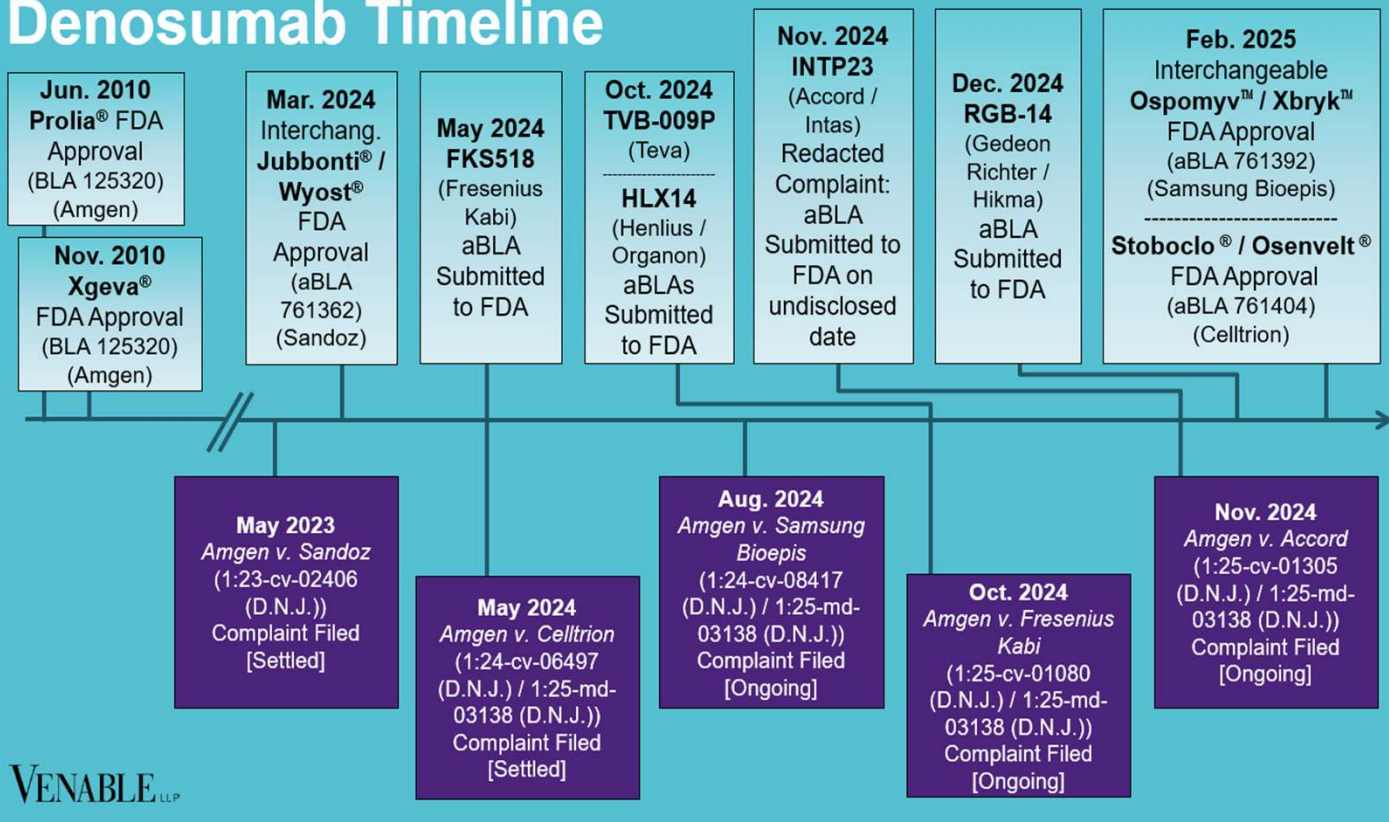 Denosumab Timeline
Jun. 2010
Prolia® FDA
Approval
(BLA 125320)
(Amgen)
Nov. 2010
Xgeva®
FDA Approval
(BLA 125320)
(Amgen)
Mar. 2024
Interchang.
Jubbonti® /
Wyost®
FDA
Approval
(aBLA
761362)
(Sandoz)
May 2024
FKS518
(Fresenius
Kabi)
aBLA
Submitted
to FDA
Oct. 2024
TVB-009P
(Teva)
-----------------------
HLX14
(Henlius /
Organon)
aBLAs
Submitted
to FDA
Nov. 2024
INTP23
(Accord /
Intas)
Redacted
Complaint:
aBLA
Submitted to
FDA on
undisclosed
date
Dec. 2024
RGB-14
(Gedeon
Richter /
Hikma)
aBLA
Submitted
to FDA
Feb. 2025
Interchangeable
Ospomyv™ / Xbryk™
FDA Approval
(aBLA 761392)
(Samsung Bioepis)
--------------------------
Stoboclo® / Osenvelt®
FDA Approval
(aBLA 761404)
(Celltrion)
May 2023
Amgen v. Sandoz
(1:23-cv-02406
(D.N.J.))
Complaint Filed
[Settled]
May 2024
Amgen v. Celltrion
(1:24-cv-06497
(D.N.J.) / 1:25-md-
03138 (D.N.J.))
Complaint Filed
[Settled]
Aug. 2024
Amgen v. Samsung
Bioepis
(1:24-cv-08417
(D.N.J.) / 1:25-md-
03138 (D.N.J.))
Complaint Filed
[Ongoing]
Oct. 2024
Amgen v. Fresenius
Kabi
(1:25-cv-01080
(D.N.J.) / 1:25-md-
03138 (D.N.J.))
Complaint Filed
[Ongoing]
Nov. 2024
Amgen v. Accord
(1:25-cv-01305
(D.N.J.) / 1:25-md-
03138 (D.N.J.))
Complaint Filed
[Ongoing]
VENABLE LLP